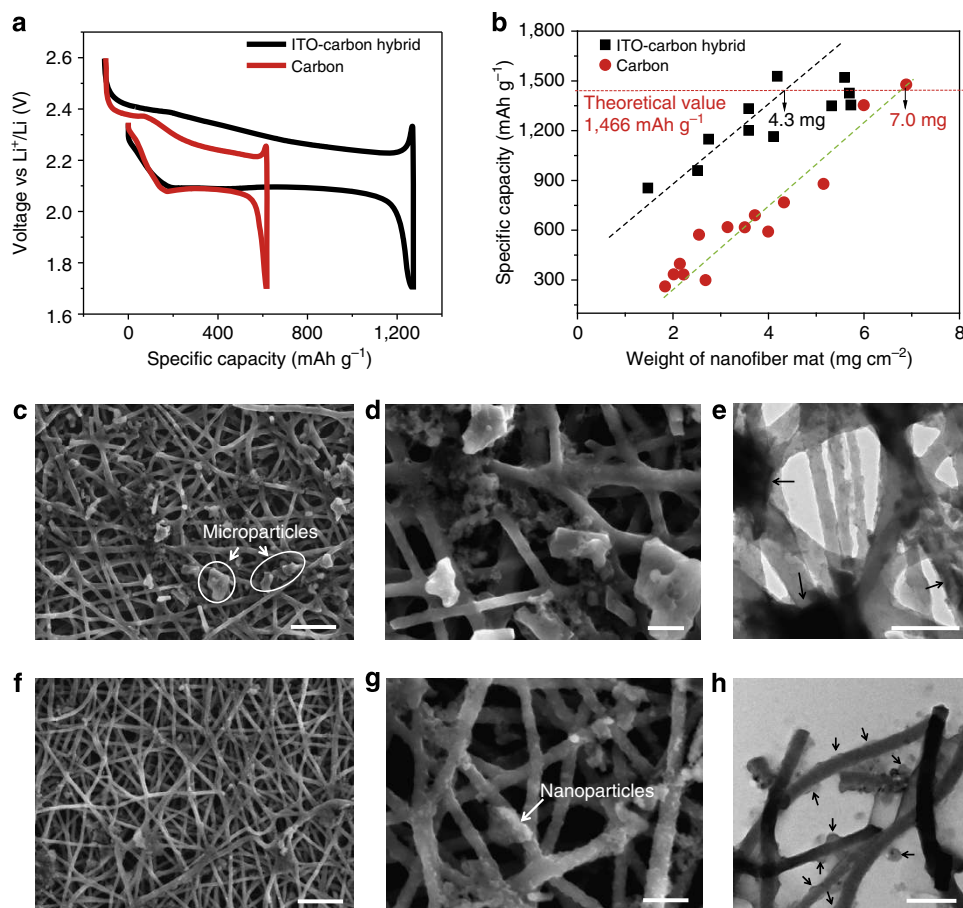 a
ITO-carbon hybrid
Carbon
2.6
2.4
2.2
2.0
1.8
1.6
0
400
800
1,200
Voltage vs Li⁺/Li (V)
Specific capacity (mAh g⁻¹)
b
ITO-carbon hybrid
Carbon
1,800
1,500
1,200
900
600
300
0
2
4
6
8
Theoretical value
1,466 mAh g⁻¹
4.3 mg
7.0 mg
Specific capacity (mAh g⁻¹)
Weight of nanofiber mat (mg cm⁻²)
c
Microparticles
d
e
f
g
Nanoparticles
h